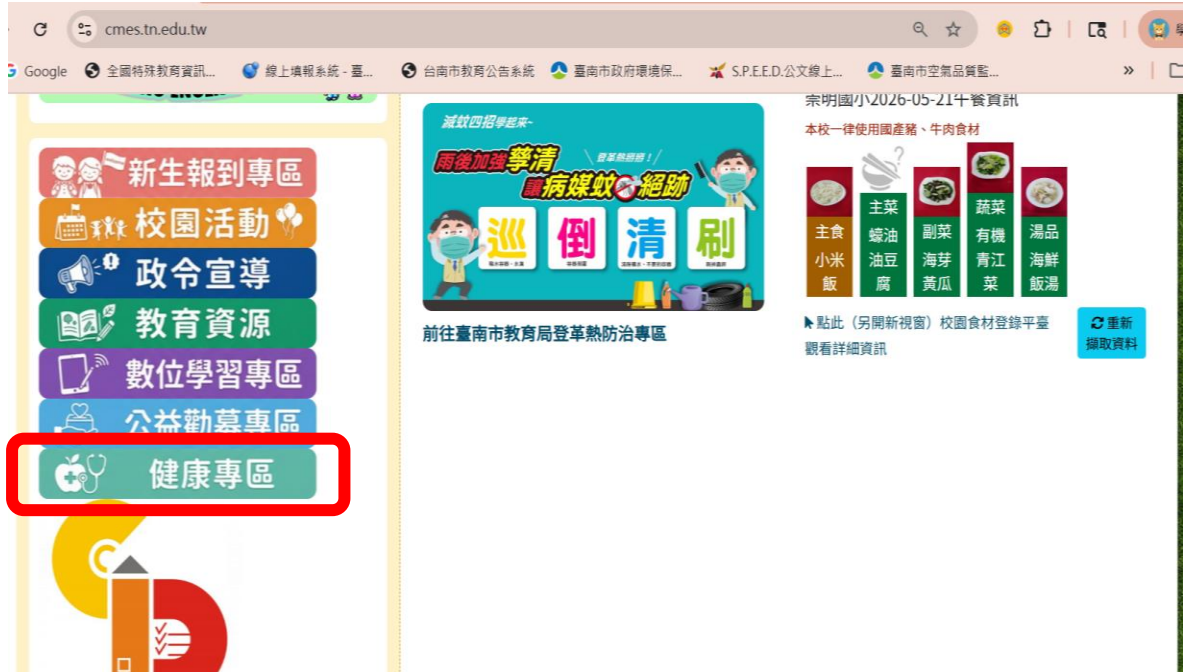 cmes.tn.edu.tw
Google
全國特殊教育資訊...
線上填報系統 - 臺...
台南市教育公告系統
臺南市政府環境保...
S.P.E.E.D.公文線上...
臺南市空氣品質監...
»
新生報到專區
校園活動
政令宣導
教育資源
數位學習專區
公益勸募專區
健康專區
滅蚊四招學起來~
雨後加強孳清
登革熱掰掰!
讓病媒蚊絕跡
巡
倒
清
刷
前往臺南市教育局登革熱防治專區
崇明國小2026-05-21午餐資訊
本校一律使用國產豬、牛肉食材
主食
小米
飯
主菜
蠔油
油豆
腐
副菜
海芽
黃瓜
蔬菜
有機
青江
菜
湯品
海鮮
飯湯
點此（另開新視窗）校園食材登錄平臺
觀看詳細資訊
重新
擷取資料